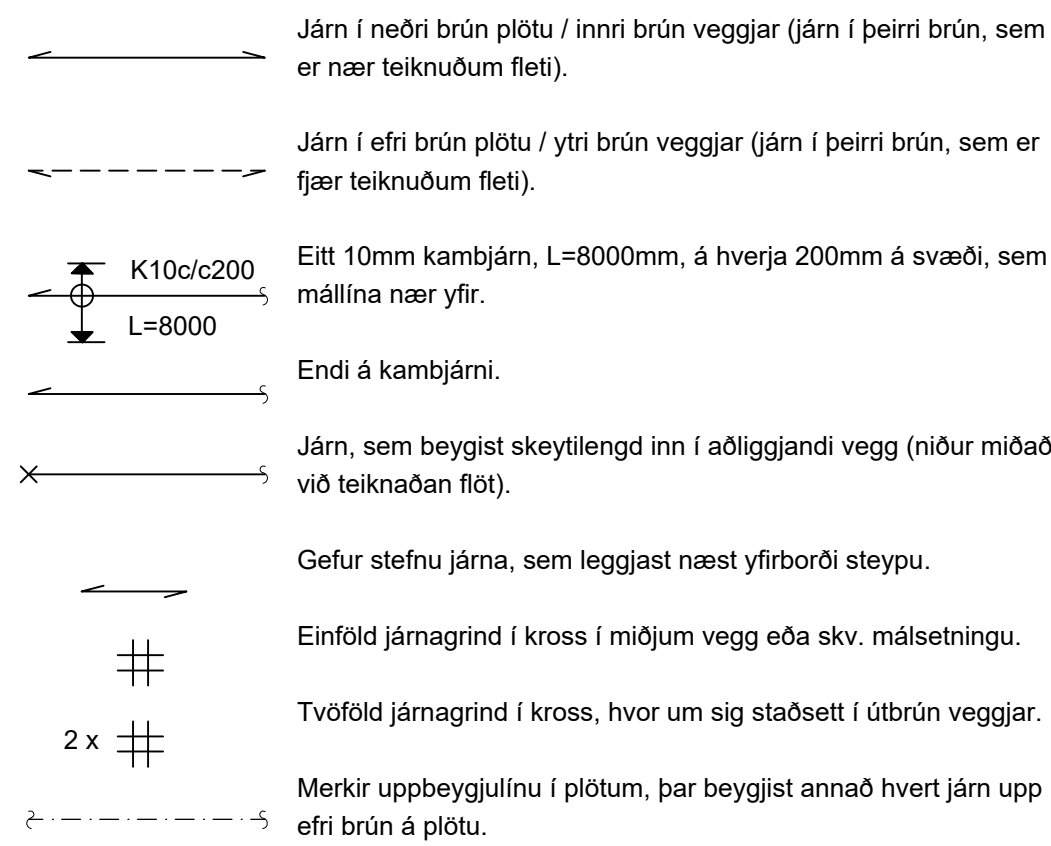 Járn í neðri brún plötu / innri brún veggjar (járn í þeirri brún, sem
er nær teiknuðum fleti).
Járn í efri brún plötu / ytri brún veggjar (járn í þeirri brún, sem er
fjær teiknuðum fleti).
K10c/c200
L=8000
Eitt 10mm kambjárn, L=8000mm, á hverja 200mm á svæði, sem
mállína nær yfir.
Endi á kambjárni.
Járn, sem beygist skeytilengd inn í aðliggjandi vegg (niður miðað
við teiknaðan flöt).
Gefur stefnu járna, sem leggjast næst yfirborði steypu.
Einföld járnagrind í kross í miðjum vegg eða skv. málsetningu.
2 x
Tvöföld járnagrind í kross, hvor um sig staðsett í útbrún veggjar.
Merkir uppbeygjulínu í plötum, þar beygjist annað hvert járn upp
efri brún á plötu.